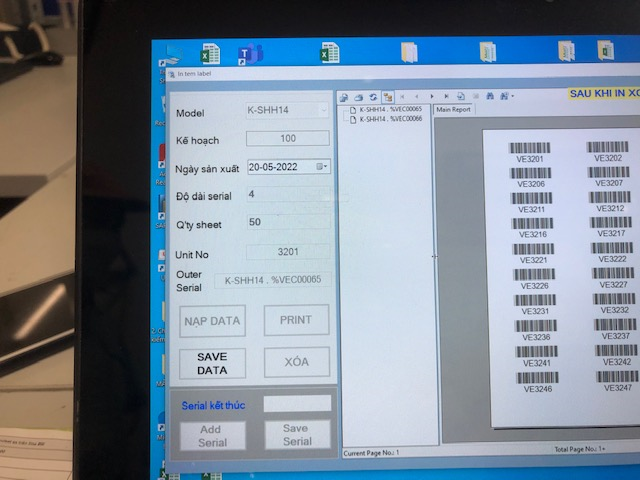 In tem label
Model K-SHH14
Kế hoạch 100
Ngày sản xuất 20-05-2022
Độ dài serial 4
Q'ty sheet 50
Unit No 3201
Outer Serial K-SHH14 . %VEC00065
NẠP DATA PRINT
SAVE DATA XÓA
Serial kết thúc
Add Serial Save Serial
K-SHH14 . %VEC00065
K-SHH14 . %VEC00066
Current Page No.: 1
Total Page No.: 1+
SAU KHI IN
Main Report
VE3201 VE3202
VE3206 VE3207
VE3211 VE3212
VE3216 VE3217
VE3221 VE3222
VE3226 VE3227
VE3231 VE3232
VE3236 VE3237
VE3241 VE3242
VE3246 VE3247